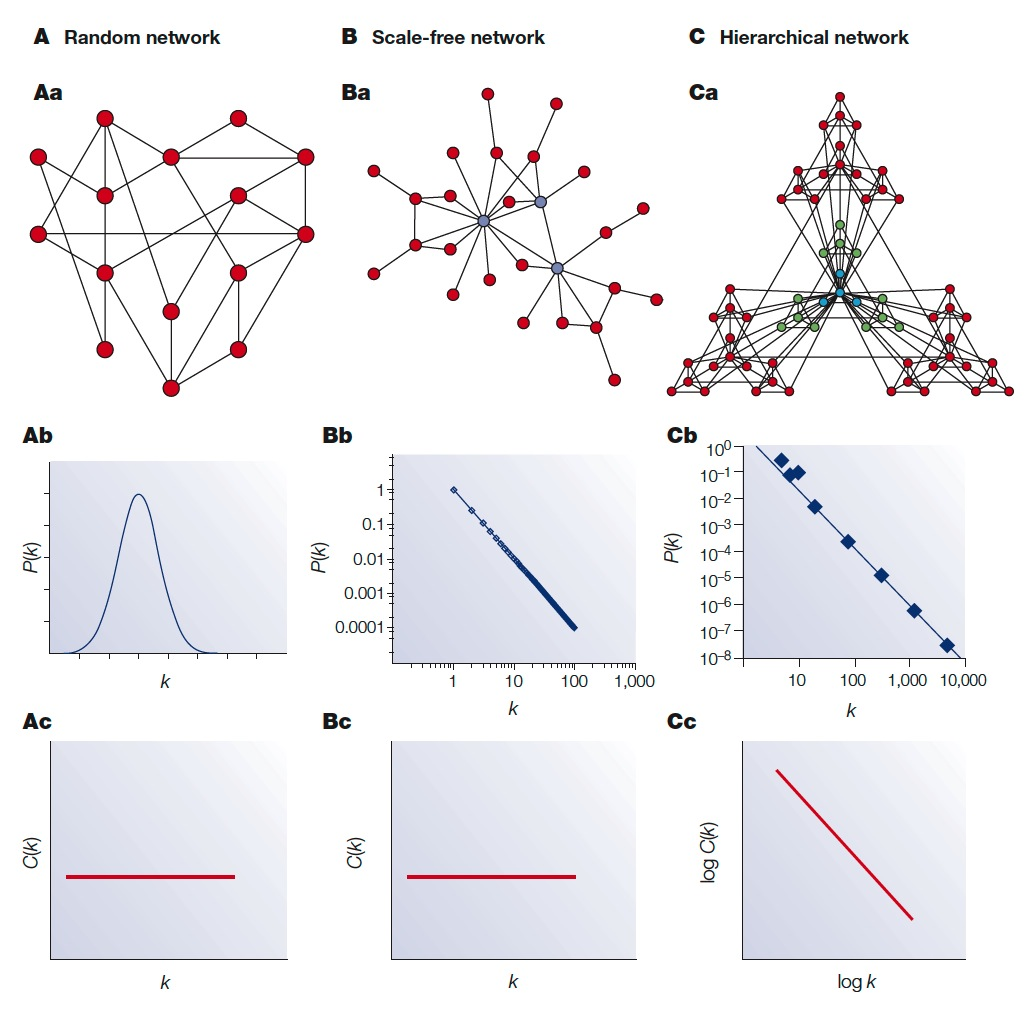 A Random network
B Scale-free network
C Hierarchical network
Aa
Ba
Ca
Ab
P(k)
k
Bb
1
0.1
0.01
0.001
0.0001
P(k)
1 10 100 1,000
k
Cb
10⁰
10⁻¹
10⁻²
10⁻³
10⁻⁴
10⁻⁵
10⁻⁶
10⁻⁷
10⁻⁸
P(k)
10 100 1,000 10,000
k
Ac
C(k)
k
Bc
C(k)
k
Cc
log C(k)
log k